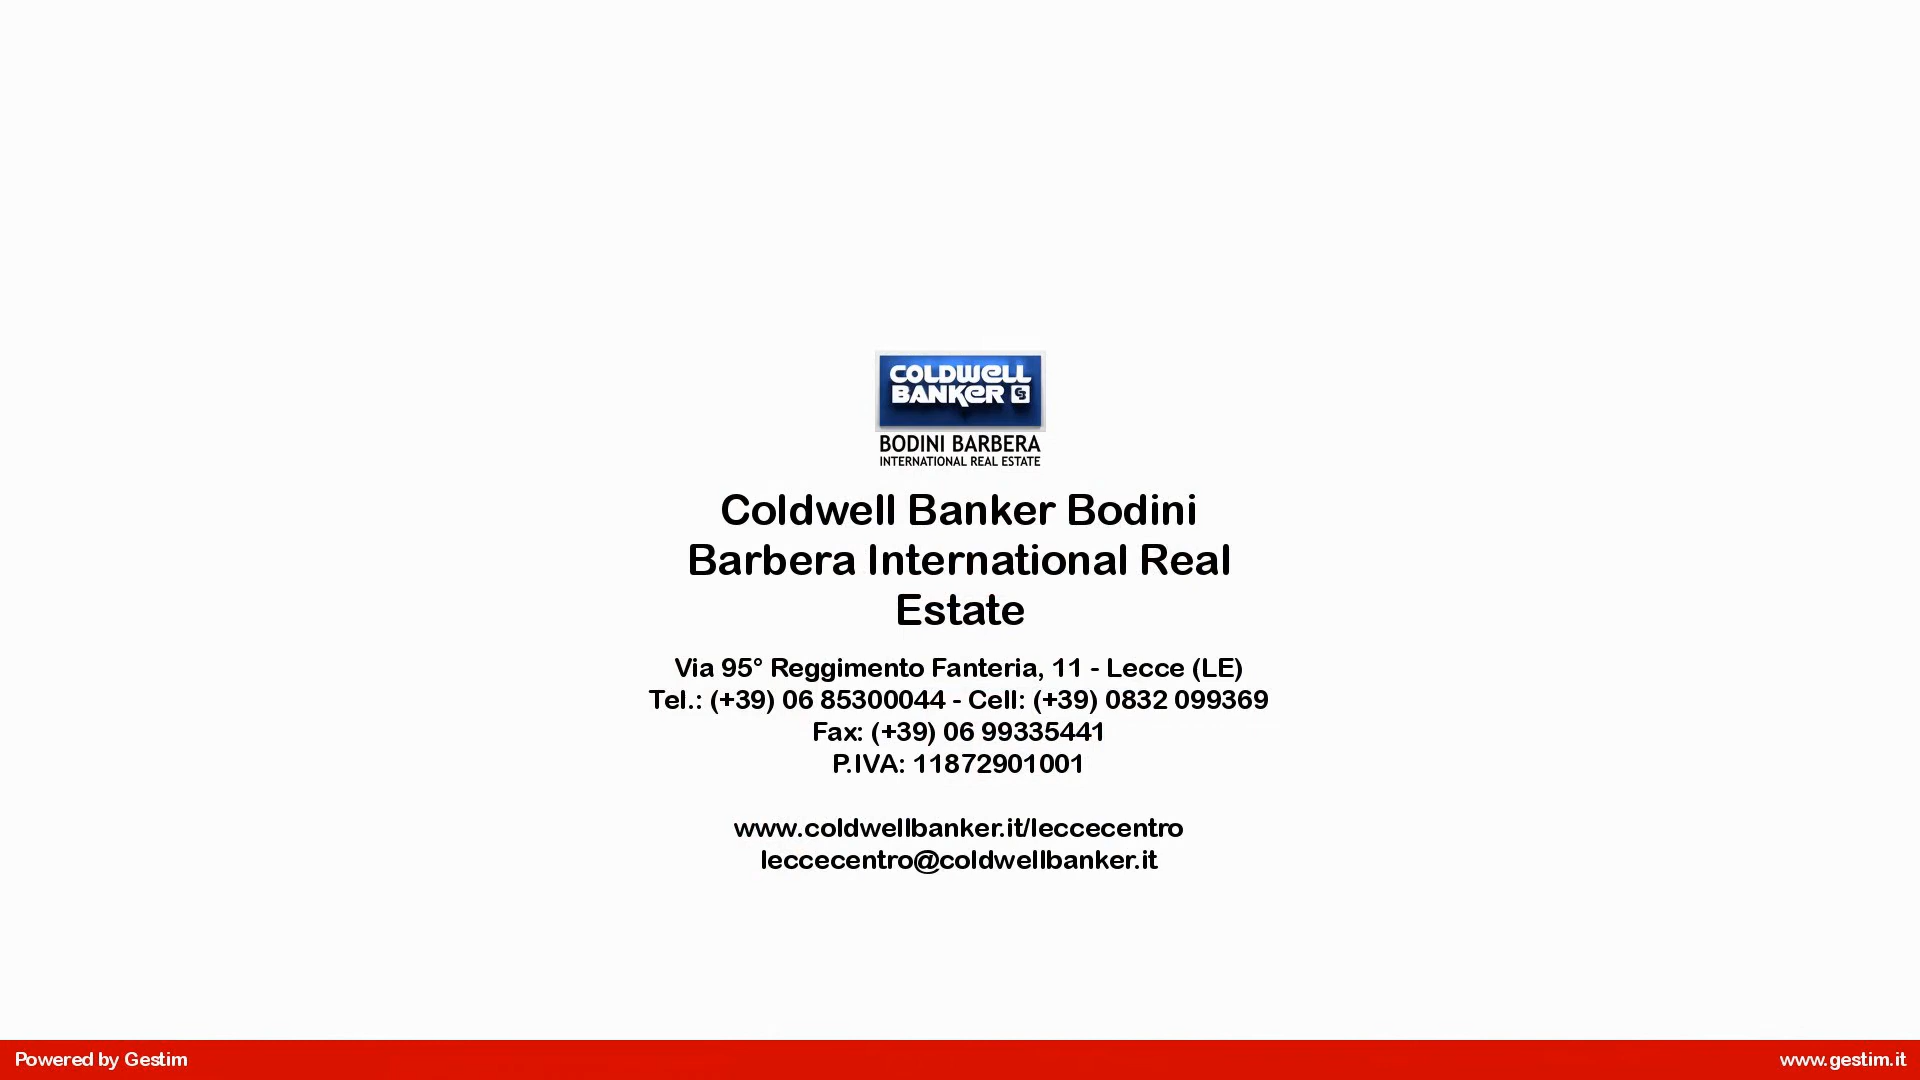 COLDWELL
BANKER CB
BODINI BARBERA
INTERNATIONAL REAL ESTATE
Coldwell Banker Bodini
Barbera International Real
Estate
Via 95° Reggimento Fanteria, 11 - Lecce (LE)
Tel.: (+39) 06 85300044 - Cell: (+39) 0832 099369
Fax: (+39) 06 99335441
P.IVA: 11872901001
www.coldwellbanker.it/leccecentro
leccecentro@coldwellbanker.it
Powered by Gestim
www.gestim.it